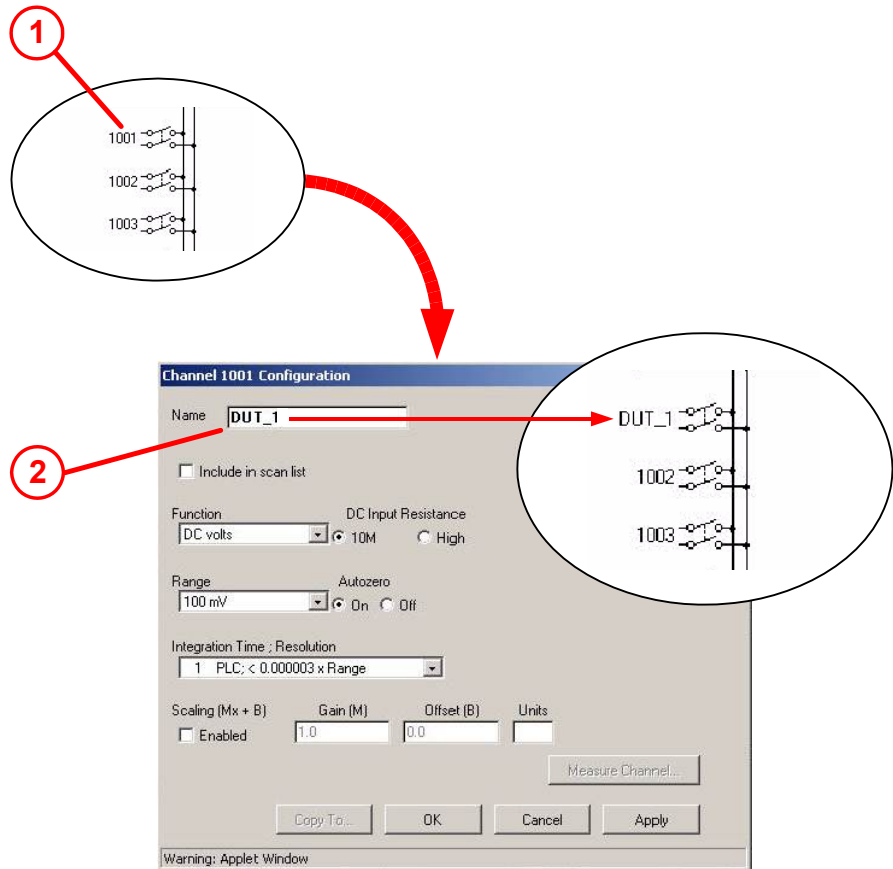 1
1001
1002
1003
Channel 1001 Configuration
Name DUT_1
DUT_1
1002
1003
2
Include in scan list
Function DC Input Resistance
DC volts 10M High
Range Autozero
100 mV On Off
Integration Time ; Resolution
1 PLC; < 0.000003 x Range
Scaling (Mx + B) Gain (M) Offset (B) Units
Enabled 1.0 0.0
Measure Channel...
Copy To... OK Cancel Apply
Warning: Applet Window